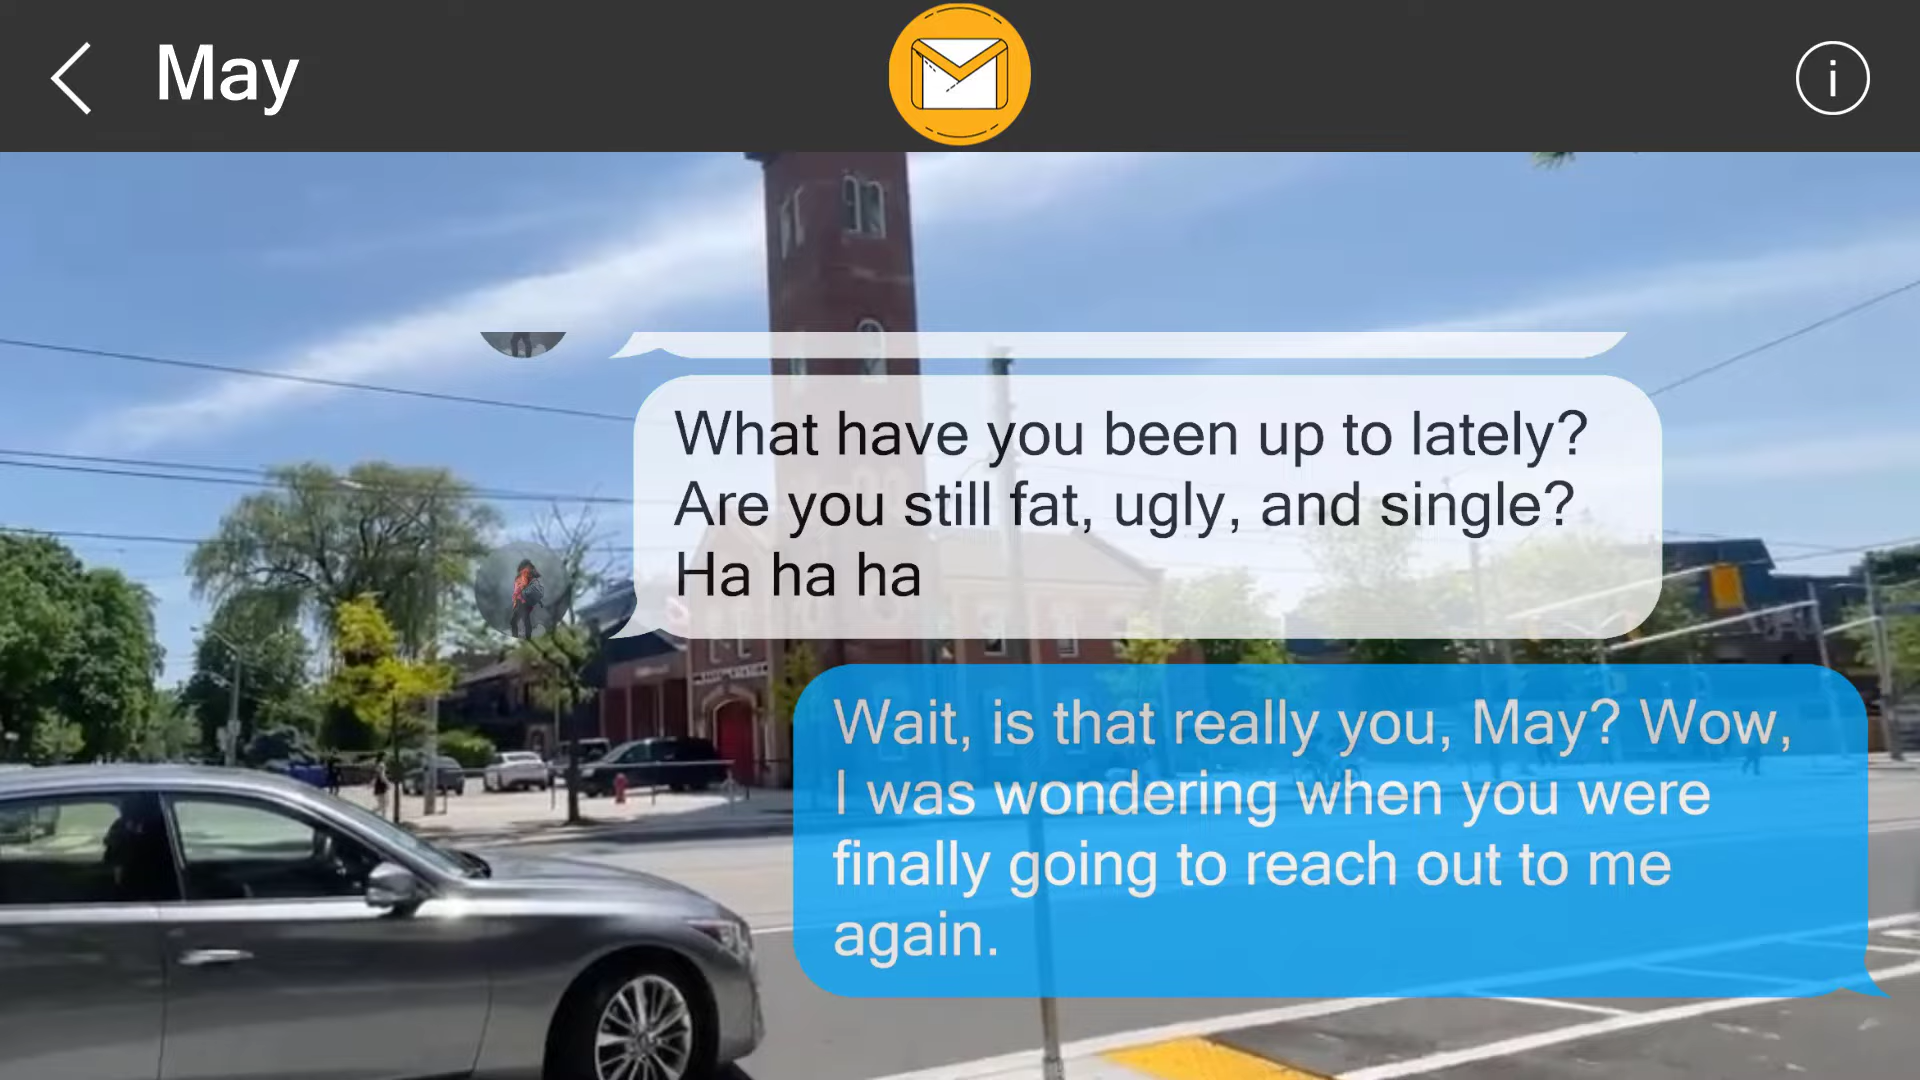 May
i
What have you been up to lately?
Are you still fat, ugly, and single?
Ha ha ha
Wait, is that really you, May? Wow,
I was wondering when you were
finally going to reach out to me
again.